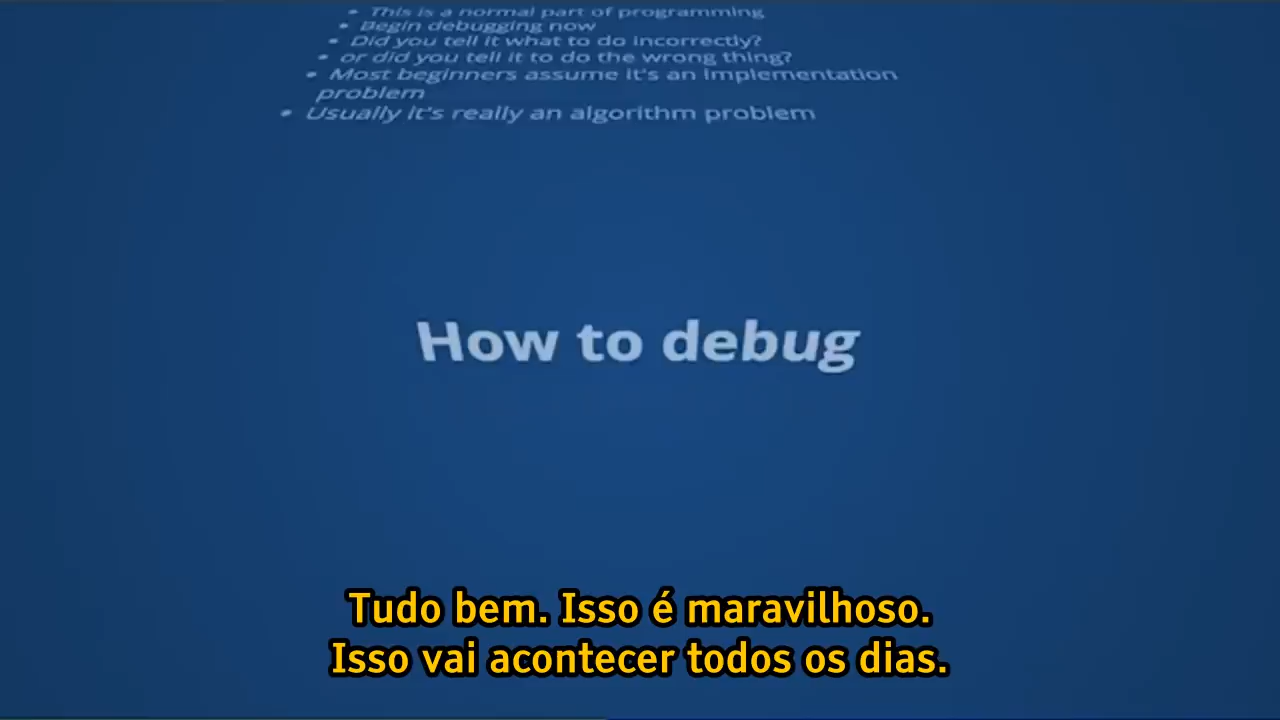 • This is a normal part of programming
• Begin debugging now
• Did you tell it what to do incorrectly?
• or did you tell it to do the wrong thing?
• Most beginners assume it's an implementation
problem
• Usually it's really an algorithm problem
How to debug
Tudo bem. Isso é maravilhoso.
Isso vai acontecer todos os dias.